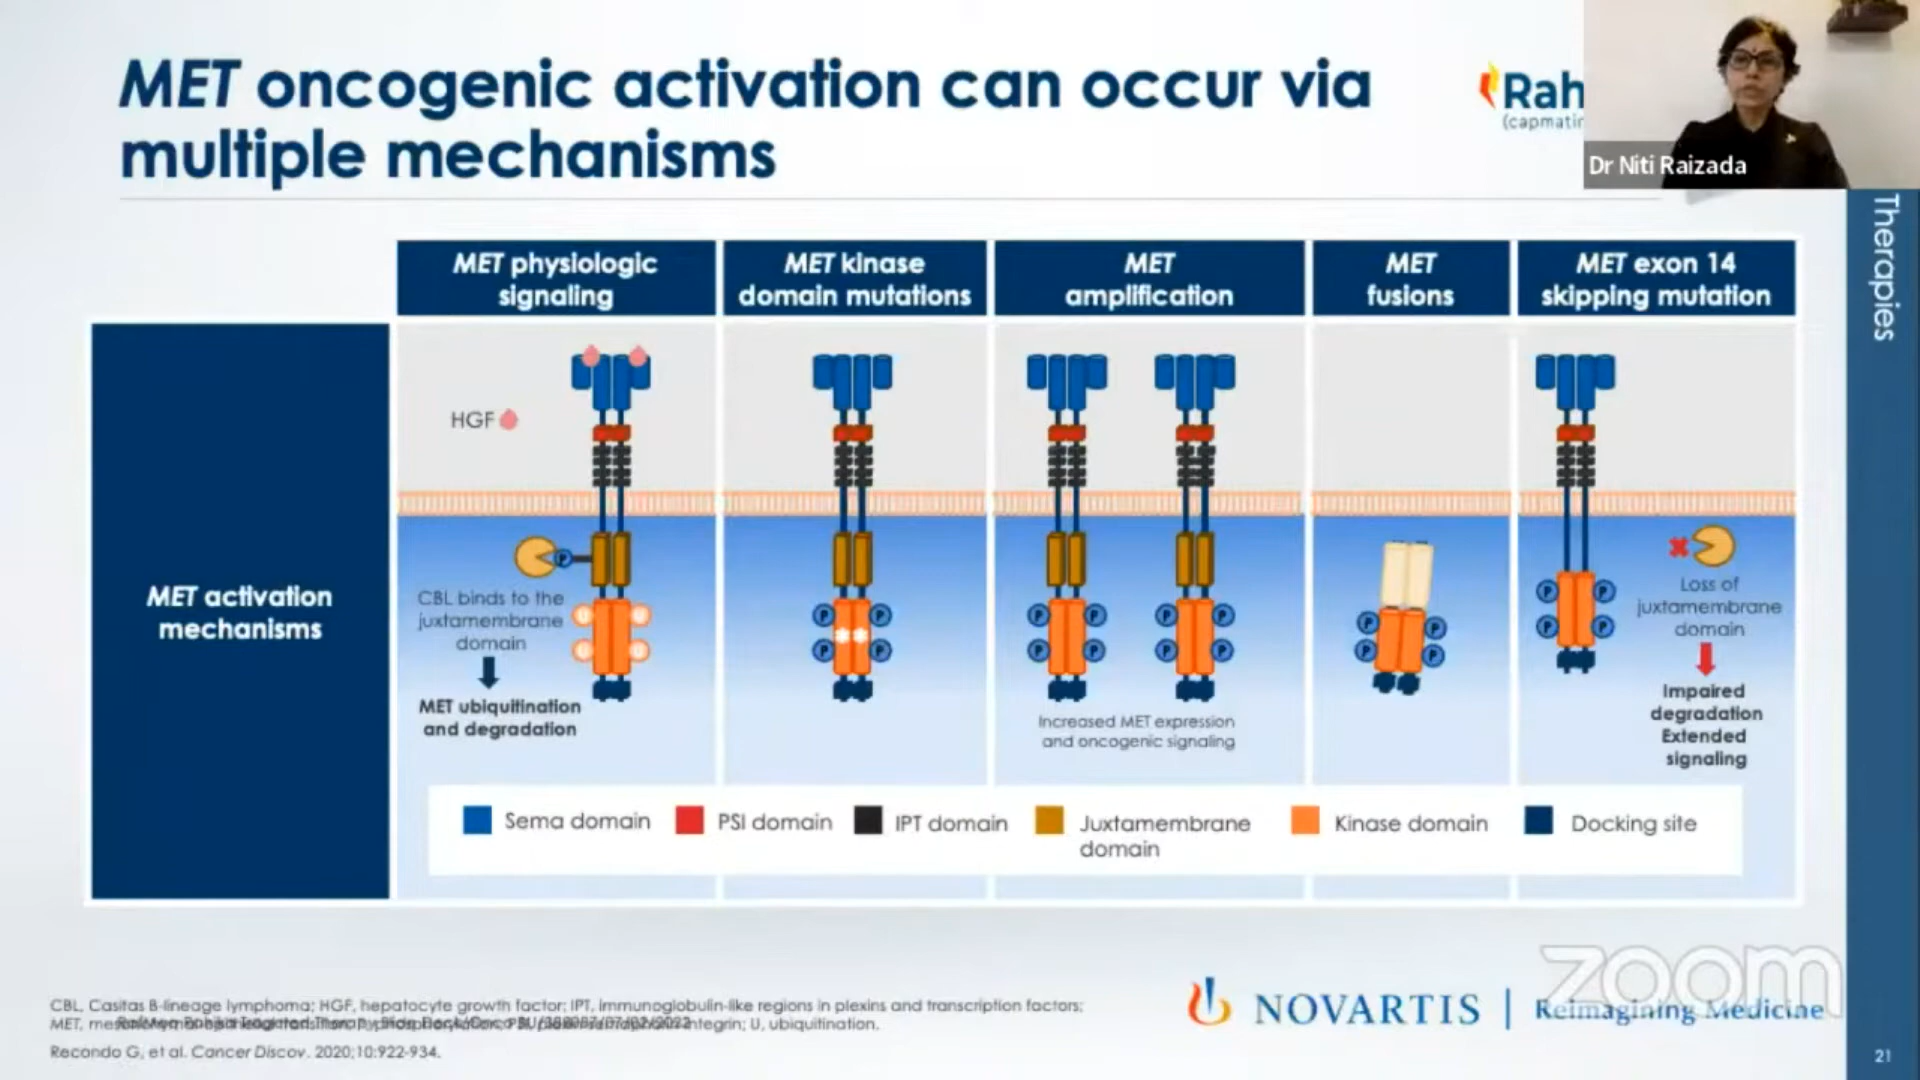 MET oncogenic activation can occur via
multiple mechanisms
Rah
(capmatin
Dr Niti Raizada
Therapies
MET physiologic
signaling
MET kinase
domain mutations
MET
amplification
MET
fusions
MET exon 14
skipping mutation
MET activation
mechanisms
HGF
P
CBL binds to the
juxtamembrane
domain
MET ubiquitination
and degradation
U U
U U
P P
P P
P P P P
P P P P
Increased MET expression
and oncogenic signaling
P P
P P
P P
P P
Loss of
juxtamembrane
domain
Impaired
degradation
Extended
signaling
Sema domain
PSI domain
IPT domain
Juxtamembrane
domain
Kinase domain
Docking site
CBL, Casitas B-lineage lymphoma; HGF, hepatocyte growth factor; IPT, immunoglobulin-like regions in plexins and transcription factors;
MET, integrin; U, ubiquitination.
Recondo G, et al. Cancer Discov. 2020;10:922-934.
NOVARTIS | Reimagining Medicine
zoom
21